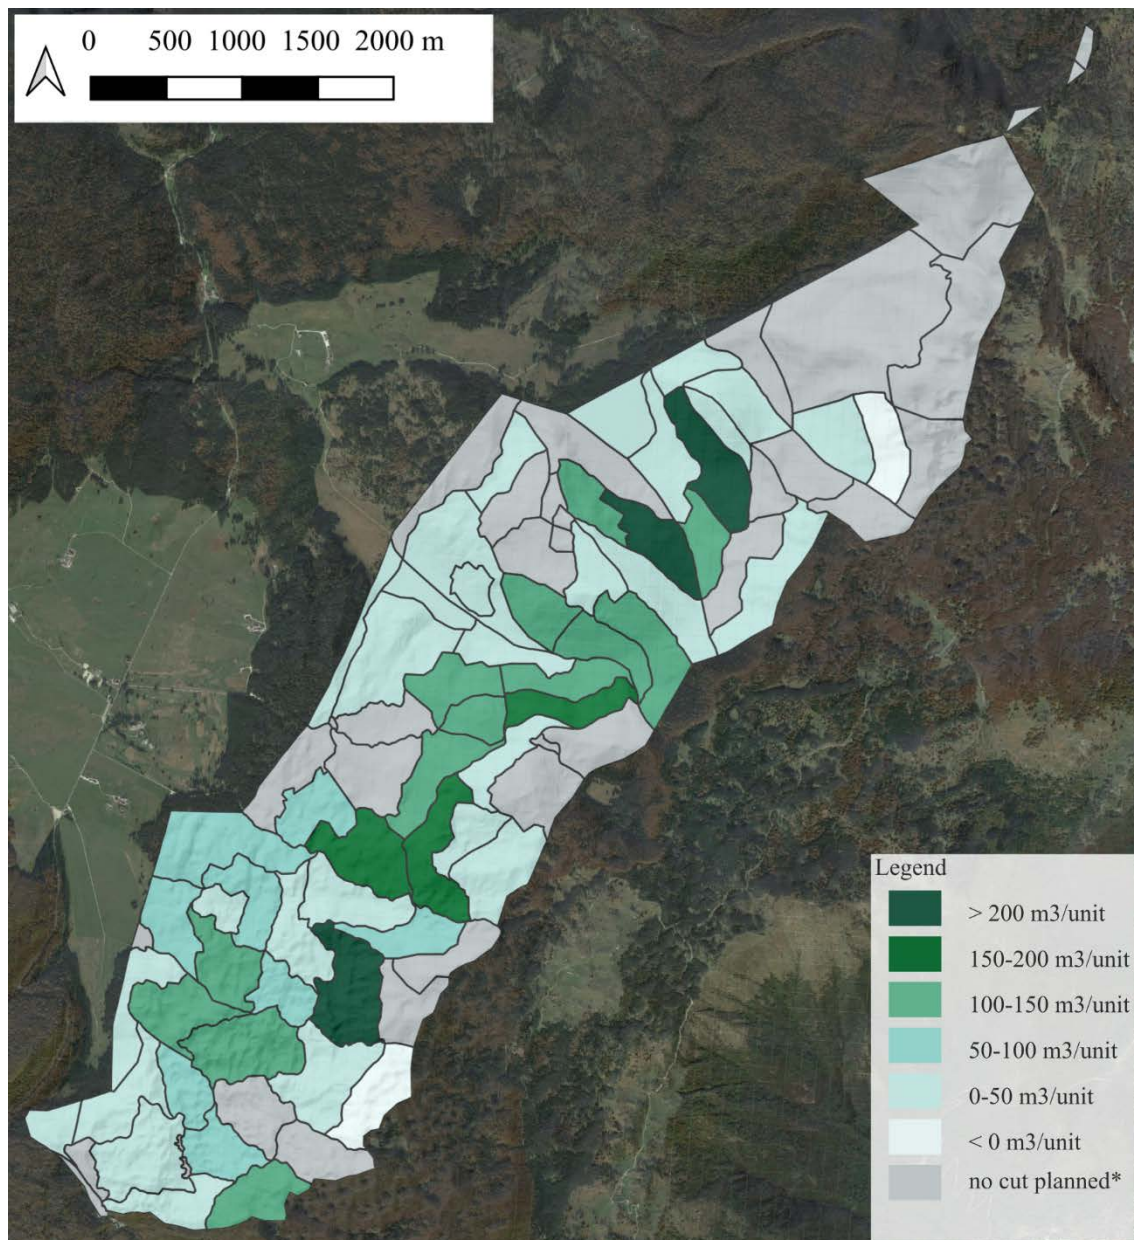 0 500 1000 1500 2000 m
Legend
> 200 m3/unit
150-200 m3/unit
100-150 m3/unit
50-100 m3/unit
0-50 m3/unit
< 0 m3/unit
no cut planned*